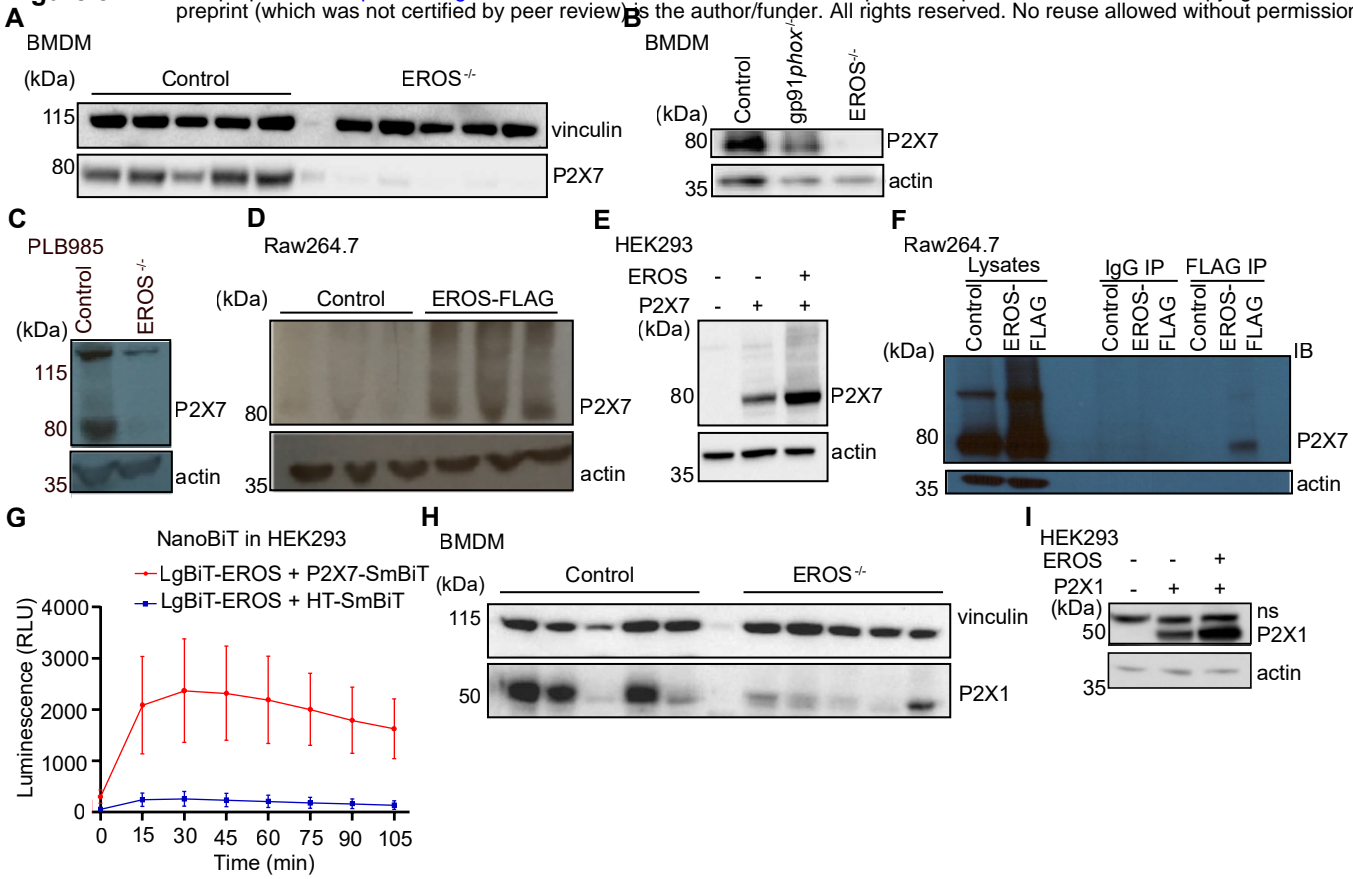 preprint (which was not certified by peer review) is the author/funder. All rights reserved. No reuse allowed without permission
A
BMDM
(kDa)
Control
EROS-/-
115
vinculin
80
P2X7
B
BMDM
Control
gp91phox-/-
EROS-/-
(kDa)
80
P2X7
35
actin
C
PLB985
Control
EROS-/-
(kDa)
115
80
P2X7
35
actin
D
Raw264.7
(kDa)
Control
EROS-FLAG
80
P2X7
35
actin
E
HEK293
EROS - - +
P2X7 - + +
(kDa)
80
P2X7
35
actin
F
Raw264.7
Lysates
IgG IP
FLAG IP
Control
EROS-
FLAG
Control
EROS-
FLAG
Control
EROS-
FLAG
(kDa)
IB
80
P2X7
35
actin
G
NanoBiT in HEK293
LgBiT-EROS + P2X7-SmBiT
LgBiT-EROS + HT-SmBiT
Luminescence (RLU)
4000
3000
2000
1000
0
0 15 30 45 60 75 90 105
Time (min)
H
BMDM
(kDa)
Control
EROS-/-
115
vinculin
50
P2X1
I
HEK293
EROS - - +
P2X1 - + +
(kDa)
ns
50
P2X1
35
actin